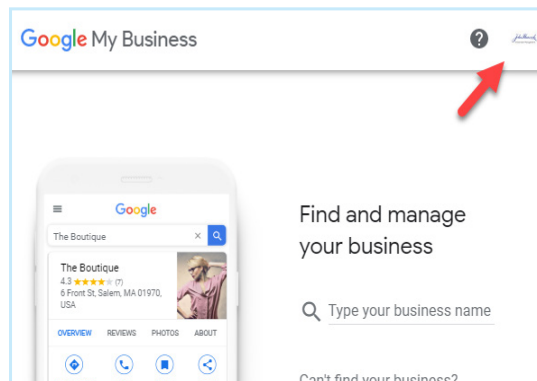 Google My Business
Google
The Boutique
The Boutique
4.3 ★★★★★ (7)
6 Front St, Salem, MA 01970,
USA
OVERVIEW REVIEWS PHOTOS ABOUT
Find and manage
your business
Type your business name
Can't find your business?